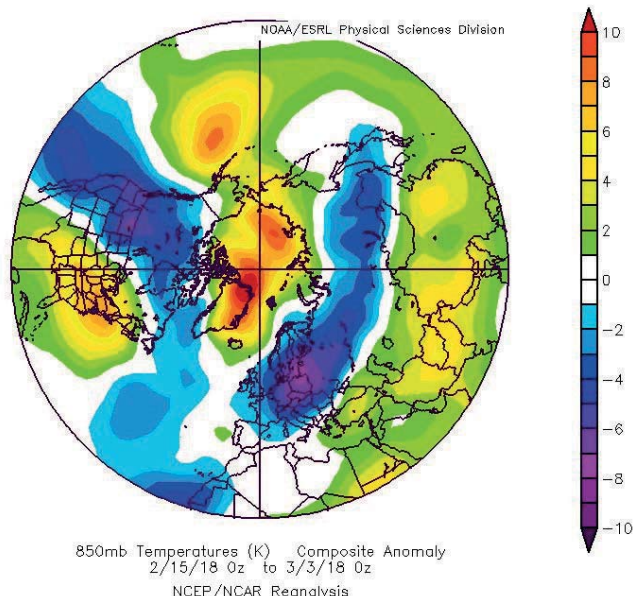 NOAA/ESRL Physical Sciences Division
10
8
6
4
2
0
-2
-4
-6
-8
-10
850mb Temperatures (K) Composite Anomaly
2/15/18 0z to 3/3/18 0z
NCEP/NCAR Reanalysis